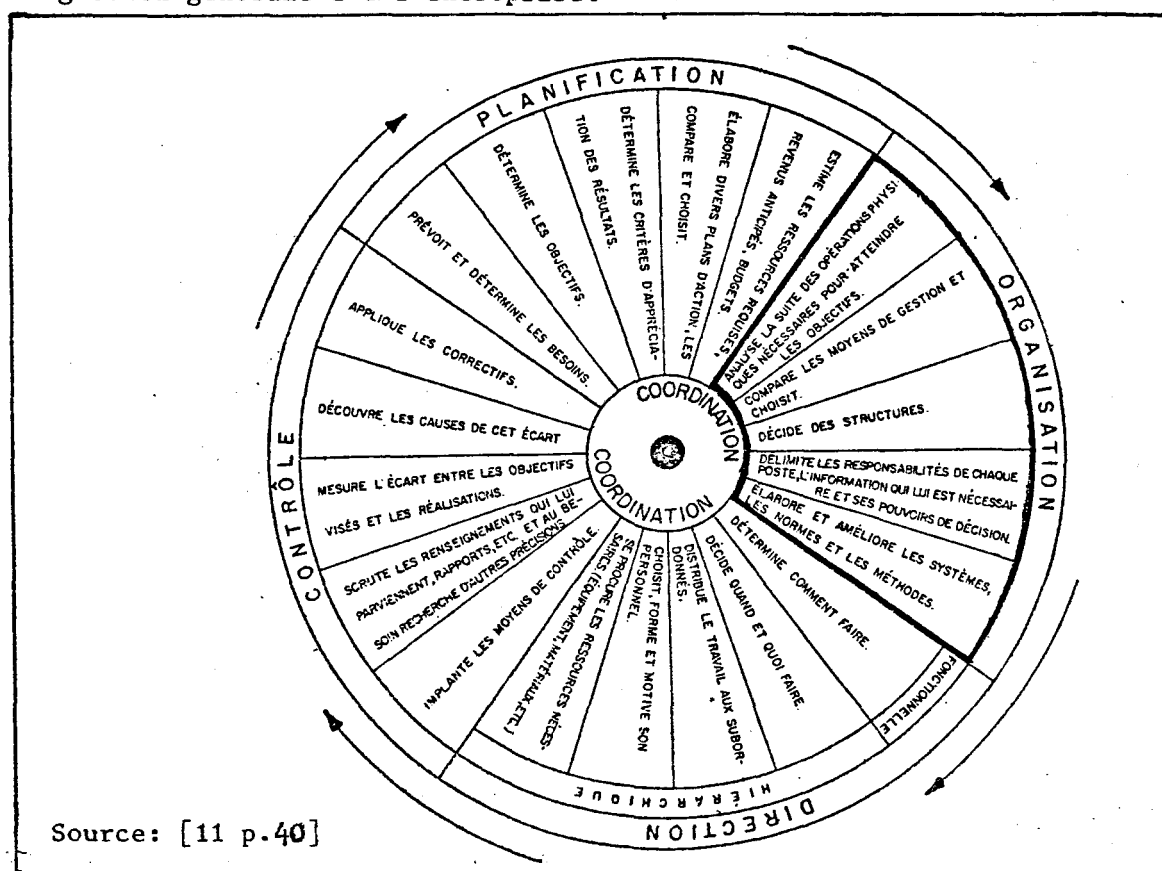 PLANIFICATION
PRÉVOIT ET DÉTERMINE LES BESOINS.
DÉTERMINE LES OBJECTIFS.
DÉTERMINE LES CRITÈRES D'APPRÉCIA-
TION DES RÉSULTATS.
ÉLABORE DIVERS PLANS D'ACTION, LES
COMPARE ET CHOISIT.
ESTIME LES RESSOURCES REQUISES,
REVENUS ANTICIPÉS, BUDGETS.
ORGANISATION
ANALYSE LA SUITE DES OPÉRATIONS PHYSI-
QUES NÉCESSAIRES POUR ATTEINDRE
LES OBJECTIFS.
COMPARE LES MOYENS DE GESTION ET
CHOISIT.
DÉCIDE DES STRUCTURES.
DÉLIMITE LES RESPONSABILITÉS DE CHAQUE
POSTE, L'INFORMATION QUI LUI EST NÉCESSAI-
RE ET SES POUVOIRS DE DÉCISION.
ÉLABORE ET AMÉLIORE LES SYSTÈMES,
LES NORMES ET LES MÉTHODES.
DIRECTION
FONCTIONNELLE
DÉTERMINE COMMENT FAIRE.
HIÉRARCHIQUE
DÉCIDE QUAND ET QUOI FAIRE.
DISTRIBUE LE TRAVAIL AUX SUBOR-
DONNÉS.
CHOISIT, FORME ET MOTIVE SON
PERSONNEL.
SE PROCURE LES RESSOURCES NÉCES-
SAIRES (ÉQUIPEMENT, MATÉRIAUX, ETC.)
CONTRÔLE
IMPLANTE LES MOYENS DE CONTRÔLE.
SCRUTE LES RENSEIGNEMENTS QUI LUI
PARVIENNENT, RAPPORTS, ETC. ET AU BE-
SOIN RECHERCHE D'AUTRES PRÉCISIONS
MESURE L'ÉCART ENTRE LES OBJECTIFS
VISÉS ET LES RÉALISATIONS.
DÉCOUVRE LES CAUSES DE CET ÉCART
APPLIQUE LES CORRECTIFS.
COORDINATION
COORDINATION
Source: [11 p.40]